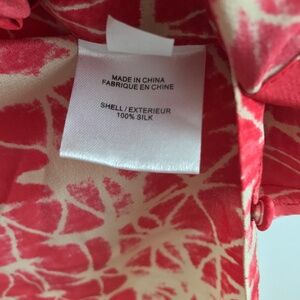 MADE IN CHINA
FABRIQUE EN CHINE
SHELL / EXTERIEUR
100% SILK